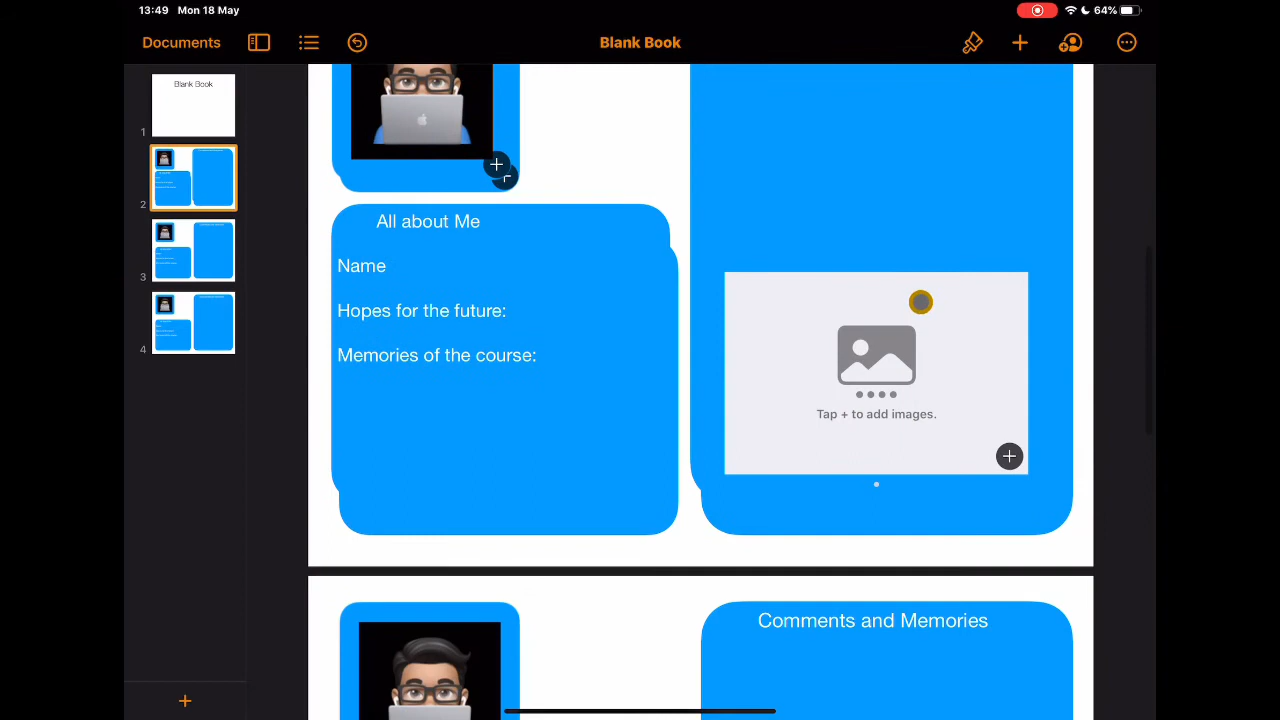 13:49 Mon 18 May
64%
Documents
Blank Book
Blank Book
1
2
3
4
All about Me
Name
Hopes for the future:
Memories of the course:
Tap + to add images.
Comments and Memories